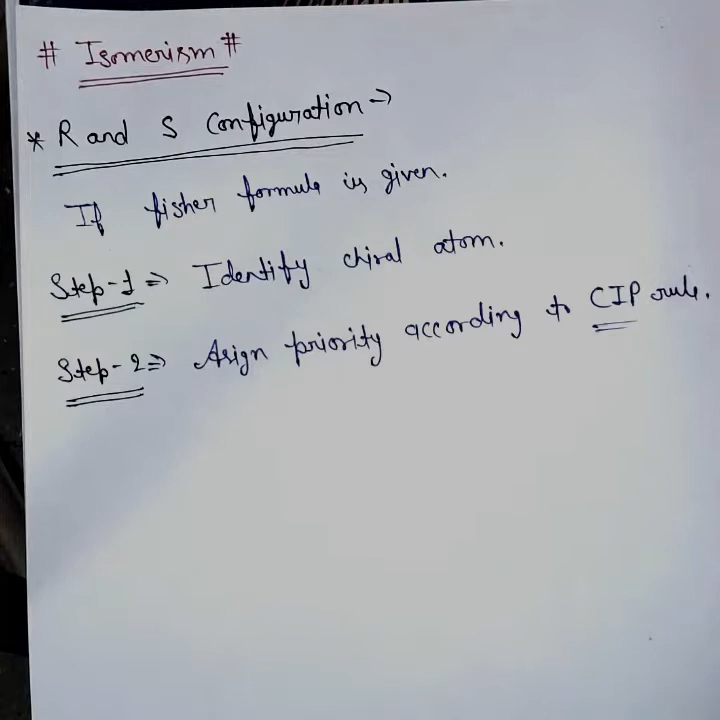 # Isomerism #
* R and S Configuration →
If fisher formula is given.
Step-1 ⇒ Identify chiral atom.
Step-2 ⇒ Asign priority according to CIP rule.